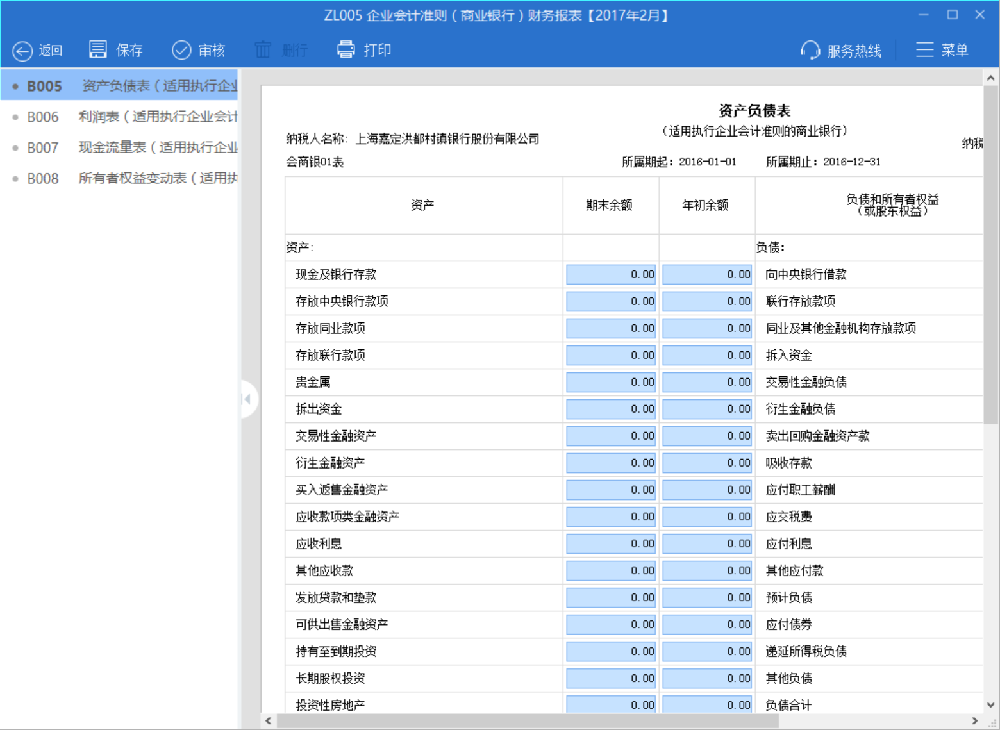 ZL005 企业会计准则（商业银行）财务报表【2017年2月】
返回 保存 审核 删行 打印 服务热线 菜单
B005 资产负债表（适用执行企业
B006 利润表（适用执行企业会计
B007 现金流量表（适用执行企业
B008 所有者权益变动表（适用执
资产负债表
（适用执行企业会计准则的商业银行）
纳税人名称：上海嘉定洪都村镇银行股份有限公司 纳税
会商银01表 所属期起：2016-01-01 所属期止：2016-12-31
资产 期末余额 年初余额 负债和所有者权益
（或股东权益）
资产： 负债：
现金及银行存款 0.00 0.00 向中央银行借款
存放中央银行款项 0.00 0.00 联行存放款项
存放同业款项 0.00 0.00 同业及其他金融机构存放款项
存放联行款项 0.00 0.00 拆入资金
贵金属 0.00 0.00 交易性金融负债
拆出资金 0.00 0.00 衍生金融负债
交易性金融资产 0.00 0.00 卖出回购金融资产款
衍生金融资产 0.00 0.00 吸收存款
买入返售金融资产 0.00 0.00 应付职工薪酬
应收款项类金融资产 0.00 0.00 应交税费
应收利息 0.00 0.00 应付利息
其他应收款 0.00 0.00 其他应付款
发放贷款和垫款 0.00 0.00 预计负债
可供出售金融资产 0.00 0.00 应付债券
持有至到期投资 0.00 0.00 递延所得税负债
长期股权投资 0.00 0.00 其他负债
投资性房地产 0.00 0.00 负债合计